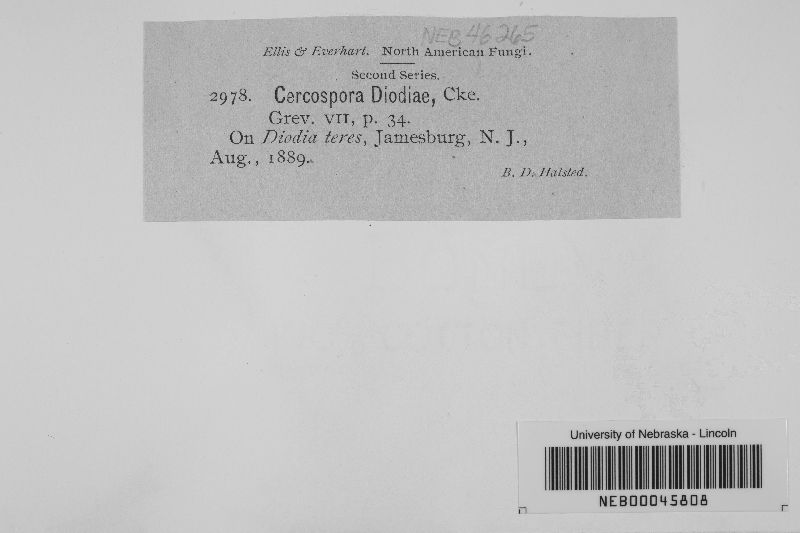 NEB 46265
Ellis & Everhart. North American Fungi.
Second Series.
2978. Cercospora Diodiae, Cke.
Grev. VII, p. 34.
On Diodia teres, Jamesburg, N. J.,
Aug., 1889.
B. D. Halsted.
University of Nebraska - Lincoln
NEB00045808